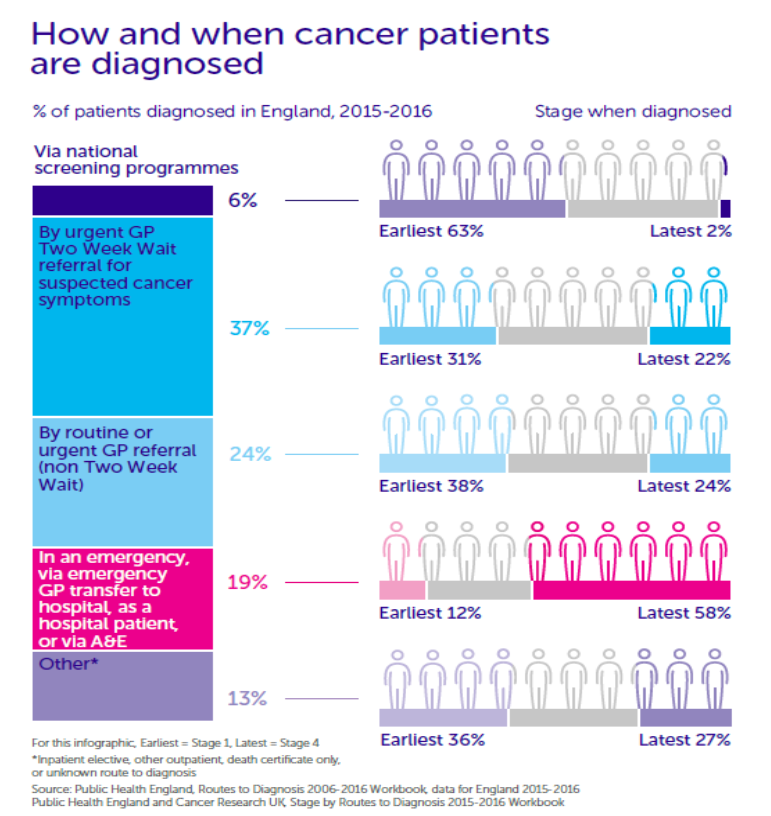 How and when cancer patients
are diagnosed
% of patients diagnosed in England, 2015-2016
Stage when diagnosed
Via national
screening programmes
6%
Earliest 63%
Latest 2%
By urgent GP
Two Week Wait
referral for
suspected cancer
symptoms
37%
Earliest 31%
Latest 22%
By routine or
urgent GP referral
(non Two Week
Wait)
24%
Earliest 38%
Latest 24%
In an emergency,
via emergency
GP transfer to
hospital, as a
hospital patient,
or via A&E
19%
Earliest 12%
Latest 58%
Other*
13%
Earliest 36%
Latest 27%
For this infographic, Earliest = Stage 1, Latest = Stage 4
*Inpatient elective, other outpatient, death certificate only,
or unknown route to diagnosis
Source: Public Health England, Routes to Diagnosis 2006-2016 Workbook, data for England 2015-2016
Public Health England and Cancer Research UK, Stage by Routes to Diagnosis 2015-2016 Workbook